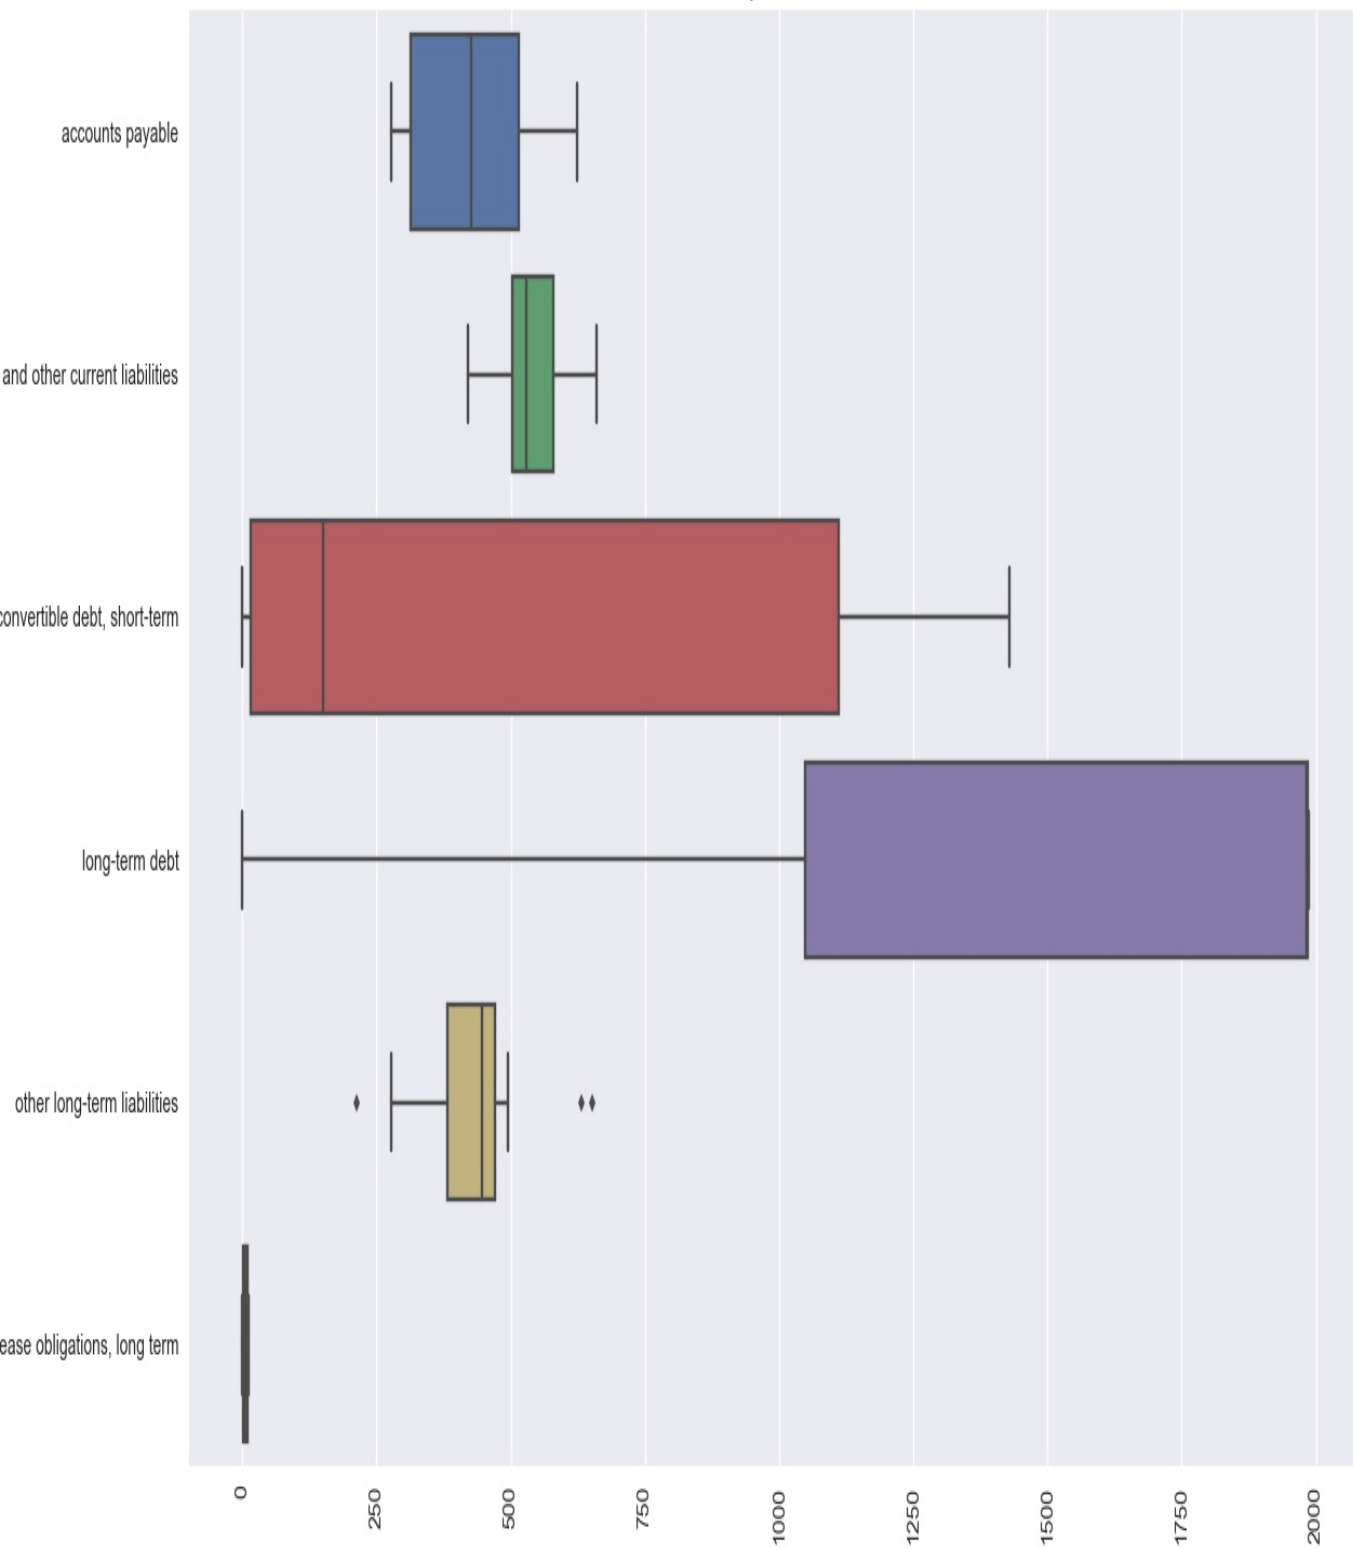 accounts payable
and other current liabilities
convertible debt, short-term
long-term debt
other long-term liabilities
ease obligations, long term
0
250
500
750
1000
1250
1500
1750
2000